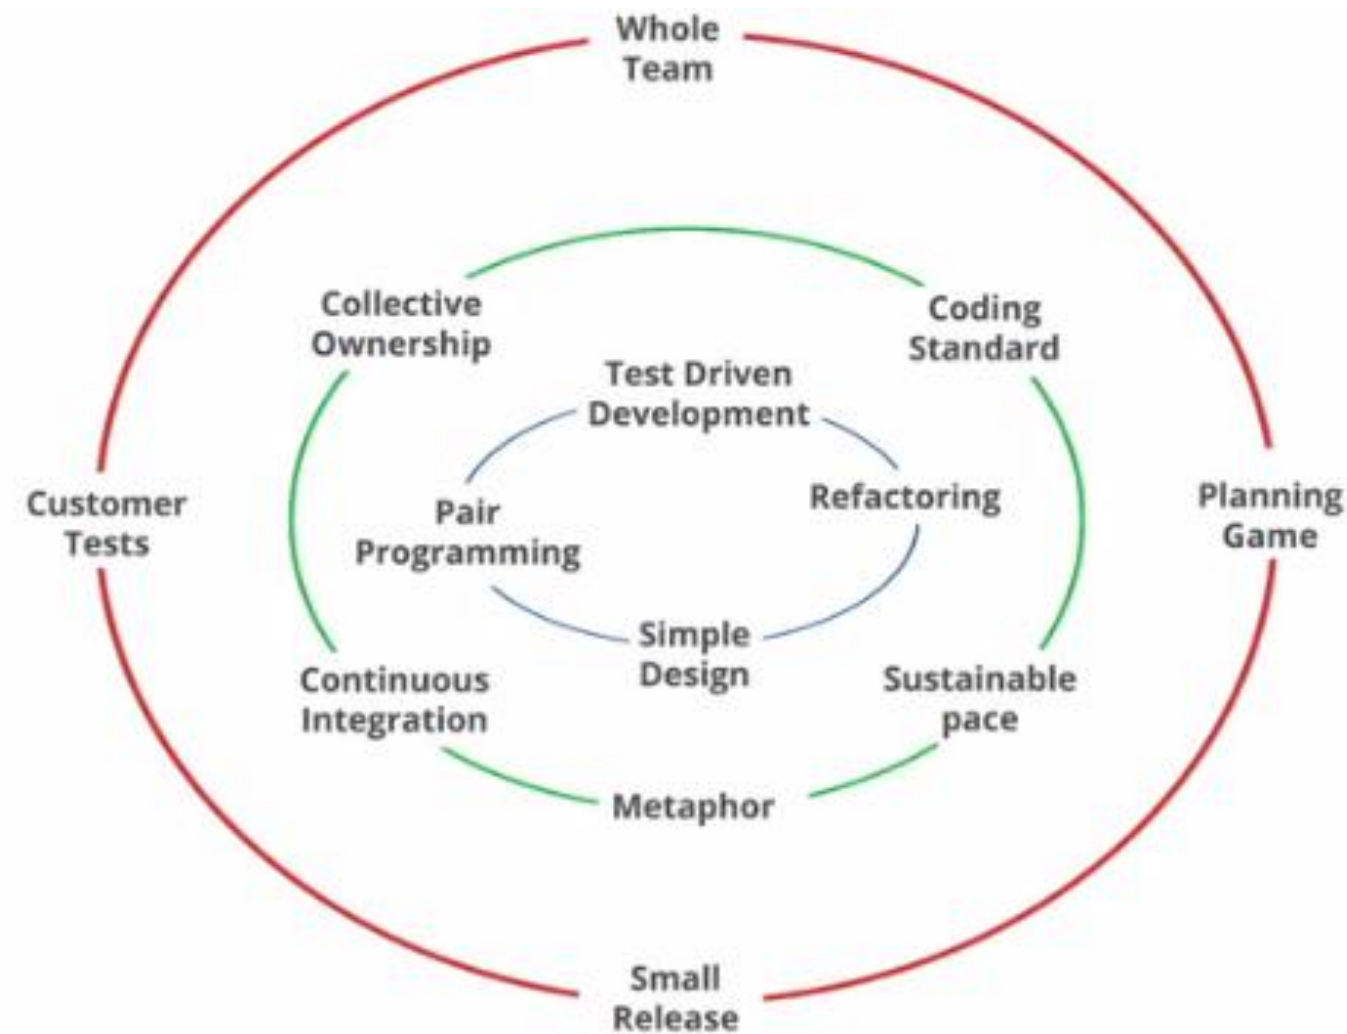 Whole
Team
Collective
Ownership
Coding
Standard
Test Driven
Development
Customer
Tests
Pair
Programming
Refactoring
Planning
Game
Simple
Design
Continuous
Integration
Sustainable
pace
Metaphor
Small
Release